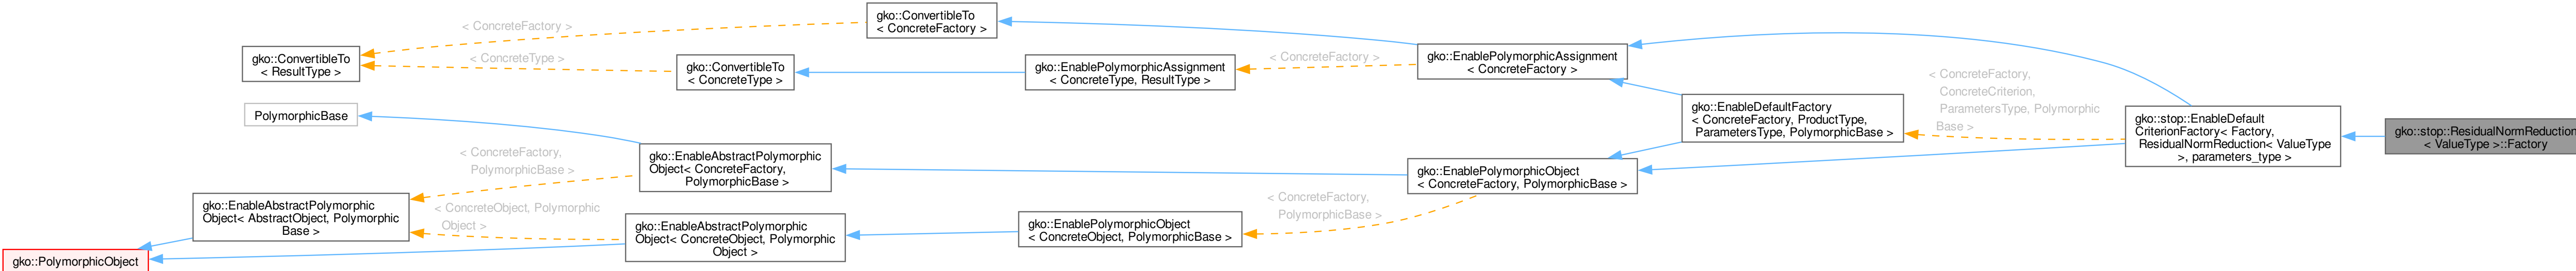 gko::ConvertibleTo
< ConcreteFactory >
< ConcreteFactory >
gko::ConvertibleTo
< ResultType >
< ConcreteType >
gko::ConvertibleTo
< ConcreteType >
gko::EnablePolymorphicAssignment
< ConcreteType, ResultType >
< ConcreteFactory >
gko::EnablePolymorphicAssignment
< ConcreteFactory >
PolymorphicBase
gko::EnableDefaultFactory
< ConcreteFactory, ProductType,
ParametersType, PolymorphicBase >
< ConcreteFactory,
ConcreteCriterion,
ParametersType, Polymorphic
Base >
gko::stop::EnableDefault
CriterionFactory< Factory,
ResidualNormReduction< ValueType
>, parameters_type >
gko::stop::ResidualNormReduction
< ValueType >::Factory
< ConcreteFactory,
PolymorphicBase >
gko::EnableAbstractPolymorphic
Object< ConcreteFactory,
PolymorphicBase >
gko::EnablePolymorphicObject
< ConcreteFactory, PolymorphicBase >
gko::EnableAbstractPolymorphic
Object< AbstractObject, Polymorphic
Base >
< ConcreteObject, Polymorphic
Object >
gko::EnableAbstractPolymorphic
Object< ConcreteObject, Polymorphic
Object >
gko::EnablePolymorphicObject
< ConcreteObject, PolymorphicBase >
< ConcreteFactory,
PolymorphicBase >
gko::PolymorphicObject